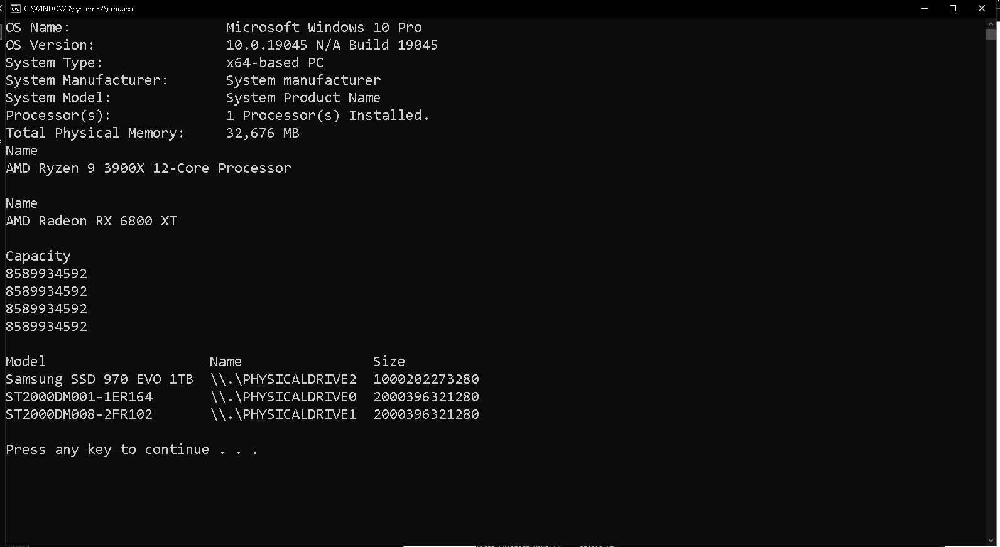 C:\WINDOWS\system32\cmd.exe
OS Name: Microsoft Windows 10 Pro
OS Version: 10.0.19045 N/A Build 19045
System Type: x64-based PC
System Manufacturer: System manufacturer
System Model: System Product Name
Processor(s): 1 Processor(s) Installed.
Total Physical Memory: 32,676 MB
Name
AMD Ryzen 9 3900X 12-Core Processor
Name
AMD Radeon RX 6800 XT
Capacity
8589934592
8589934592
8589934592
8589934592
Model Name Size
Samsung SSD 970 EVO 1TB \\.\PHYSICALDRIVE2 1000202273280
ST2000DM001-1ER164 \\.\PHYSICALDRIVE0 2000396321280
ST2000DM008-2FR102 \\.\PHYSICALDRIVE1 2000396321280
Press any key to continue . . .